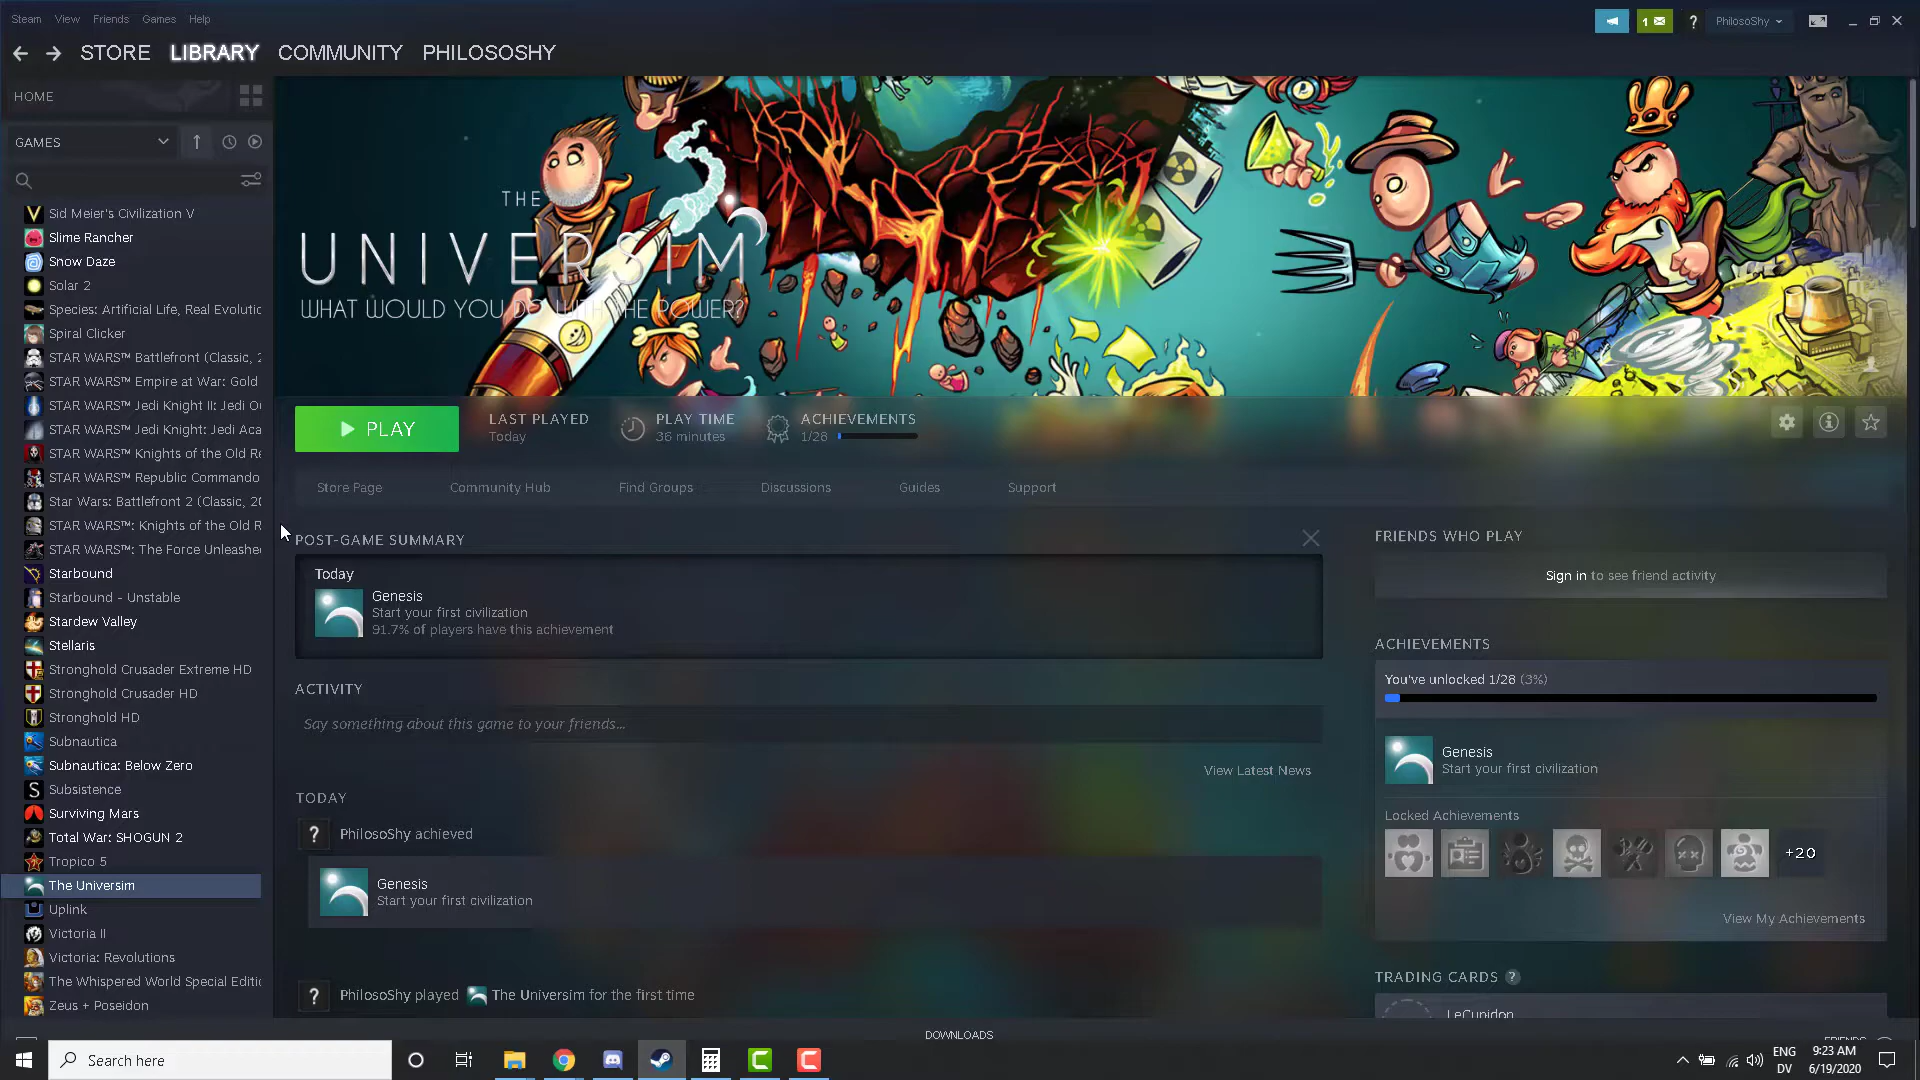 Steam View Friends Games Help
1
?
PhilosoShy
STORE LIBRARY COMMUNITY PHILOSOSHY
HOME
GAMES
Sid Meier's Civilization V
Slime Rancher
Snow Daze
Solar 2
Species: Artificial Life, Real Evolutio
Spiral Clicker
STAR WARS™ Battlefront (Classic, 2
STAR WARS™ Empire at War: Gold
STAR WARS™ Jedi Knight II: Jedi Ou
STAR WARS™ Jedi Knight: Jedi Aca
STAR WARS™ Knights of the Old Re
STAR WARS™ Republic Commando
Star Wars: Battlefront 2 (Classic, 20
STAR WARS™: Knights of the Old R
STAR WARS™: The Force Unleashe
Starbound
Starbound - Unstable
Stardew Valley
Stellaris
Stronghold Crusader Extreme HD
Stronghold Crusader HD
Stronghold HD
Subnautica
Subnautica: Below Zero
Subsistence
Surviving Mars
Total War: SHOGUN 2
Tropico 5
The Universim
Uplink
Victoria II
Victoria: Revolutions
The Whispered World Special Editi
Zeus + Poseidon
THE
UNIVERSIM
WHAT WOULD YOU DO WITH THE POWER?
PLAY
LAST PLAYED
Today
PLAY TIME
36 minutes
ACHIEVEMENTS
1/28
Store Page Community Hub Find Groups Discussions Guides Support
POST-GAME SUMMARY
Today
Genesis
Start your first civilization
91.7% of players have this achievement
ACTIVITY
Say something about this game to your friends...
View Latest News
TODAY
? PhilosoShy achieved
Genesis
Start your first civilization
? PhilosoShy played The Universim for the first time
FRIENDS WHO PLAY
Sign in to see friend activity
ACHIEVEMENTS
You've unlocked 1/28 (3%)
Genesis
Start your first civilization
Locked Achievements
+20
View My Achievements
TRADING CARDS ?
LeCupidon
DOWNLOADS
FRIENDS
Search here
ENG
DV
9:23 AM
6/19/2020